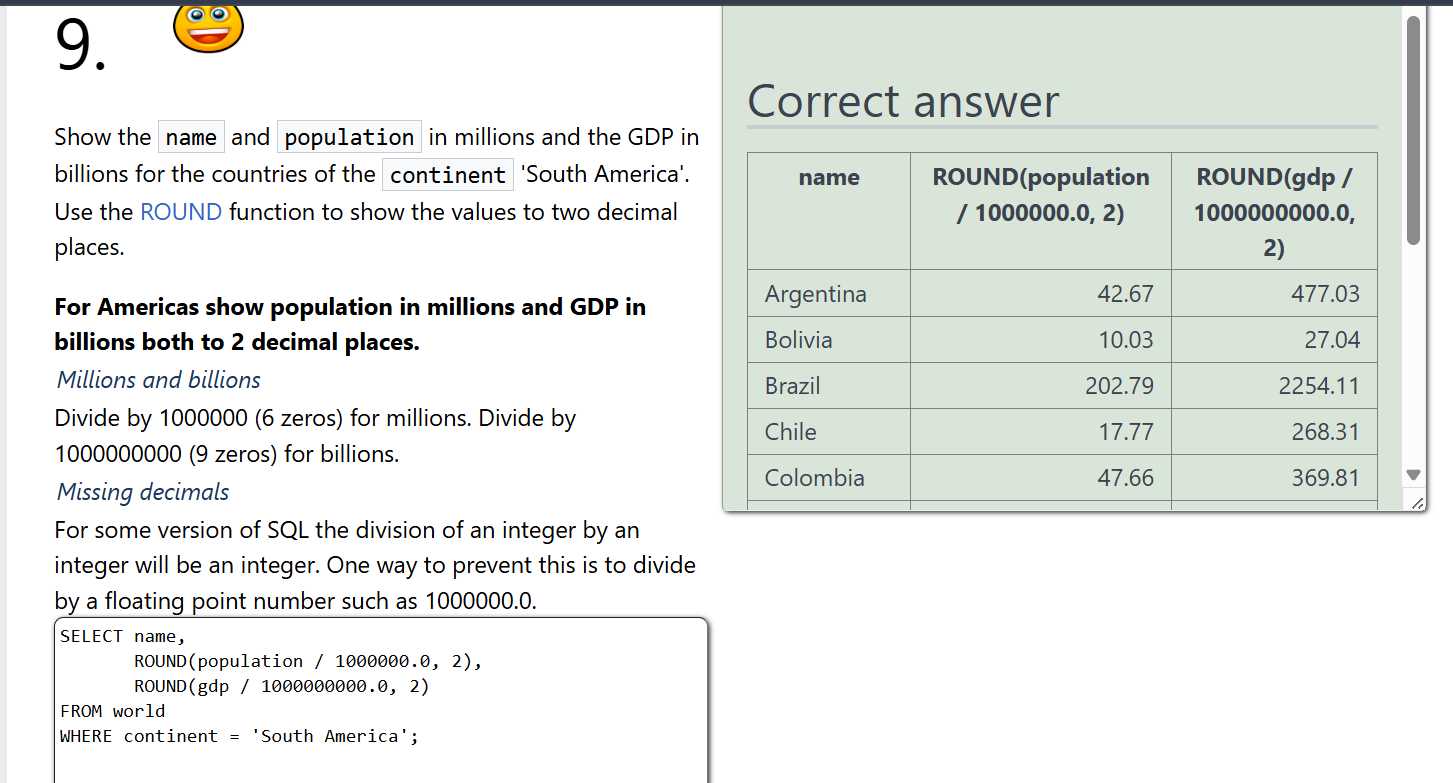 9.
Show the name and population in millions and the GDP in
billions for the countries of the continent 'South America'.
Use the ROUND function to show the values to two decimal
places.
For Americas show population in millions and GDP in
billions both to 2 decimal places.
Millions and billions
Divide by 1000000 (6 zeros) for millions. Divide by
1000000000 (9 zeros) for billions.
Missing decimals
For some version of SQL the division of an integer by an
integer will be an integer. One way to prevent this is to divide
by a floating point number such as 1000000.0.
SELECT name,
ROUND(population / 1000000.0, 2),
ROUND(gdp / 1000000000.0, 2)
FROM world
WHERE continent = 'South America';
Correct answer
name ROUND(population ROUND(gdp /
/ 1000000.0, 2) 1000000000.0,
2)
Argentina 42.67 477.03
Bolivia 10.03 27.04
Brazil 202.79 2254.11
Chile 17.77 268.31
Colombia 47.66 369.81